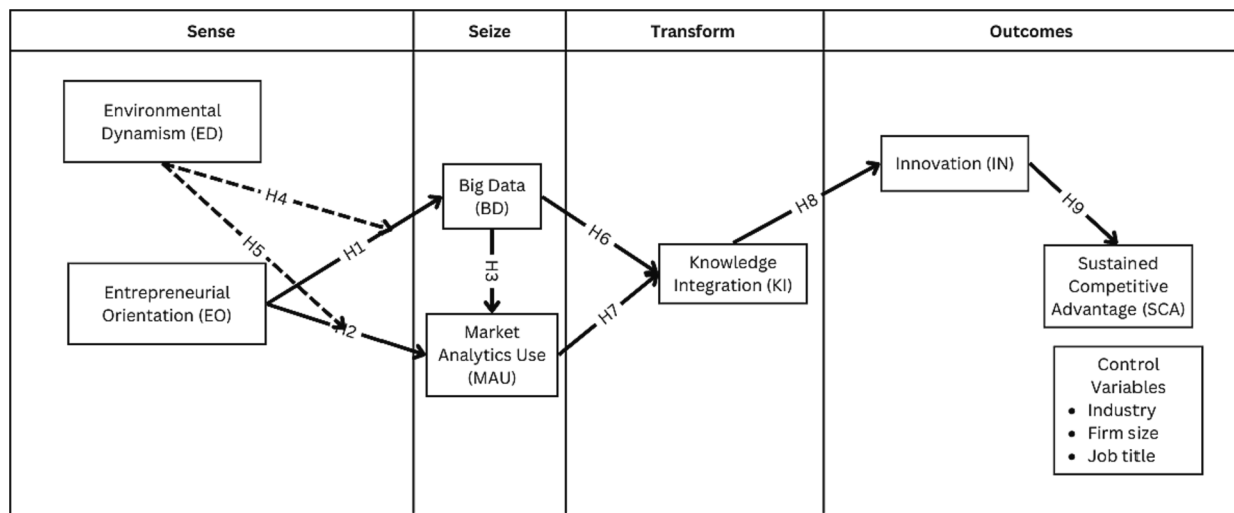 Sense
Seize
Transform
Outcomes
Environmental
Dynamism (ED)
H4
H5
Entrepreneurial
Orientation (EO)
H1
H2
Big Data
(BD)
H3
Market
Analytics Use
(MAU)
H6
H7
Knowledge
Integration (KI)
H8
Innovation (IN)
H9
Sustained
Competitive
Advantage (SCA)
Control
Variables
• Industry
• Firm size
• Job title